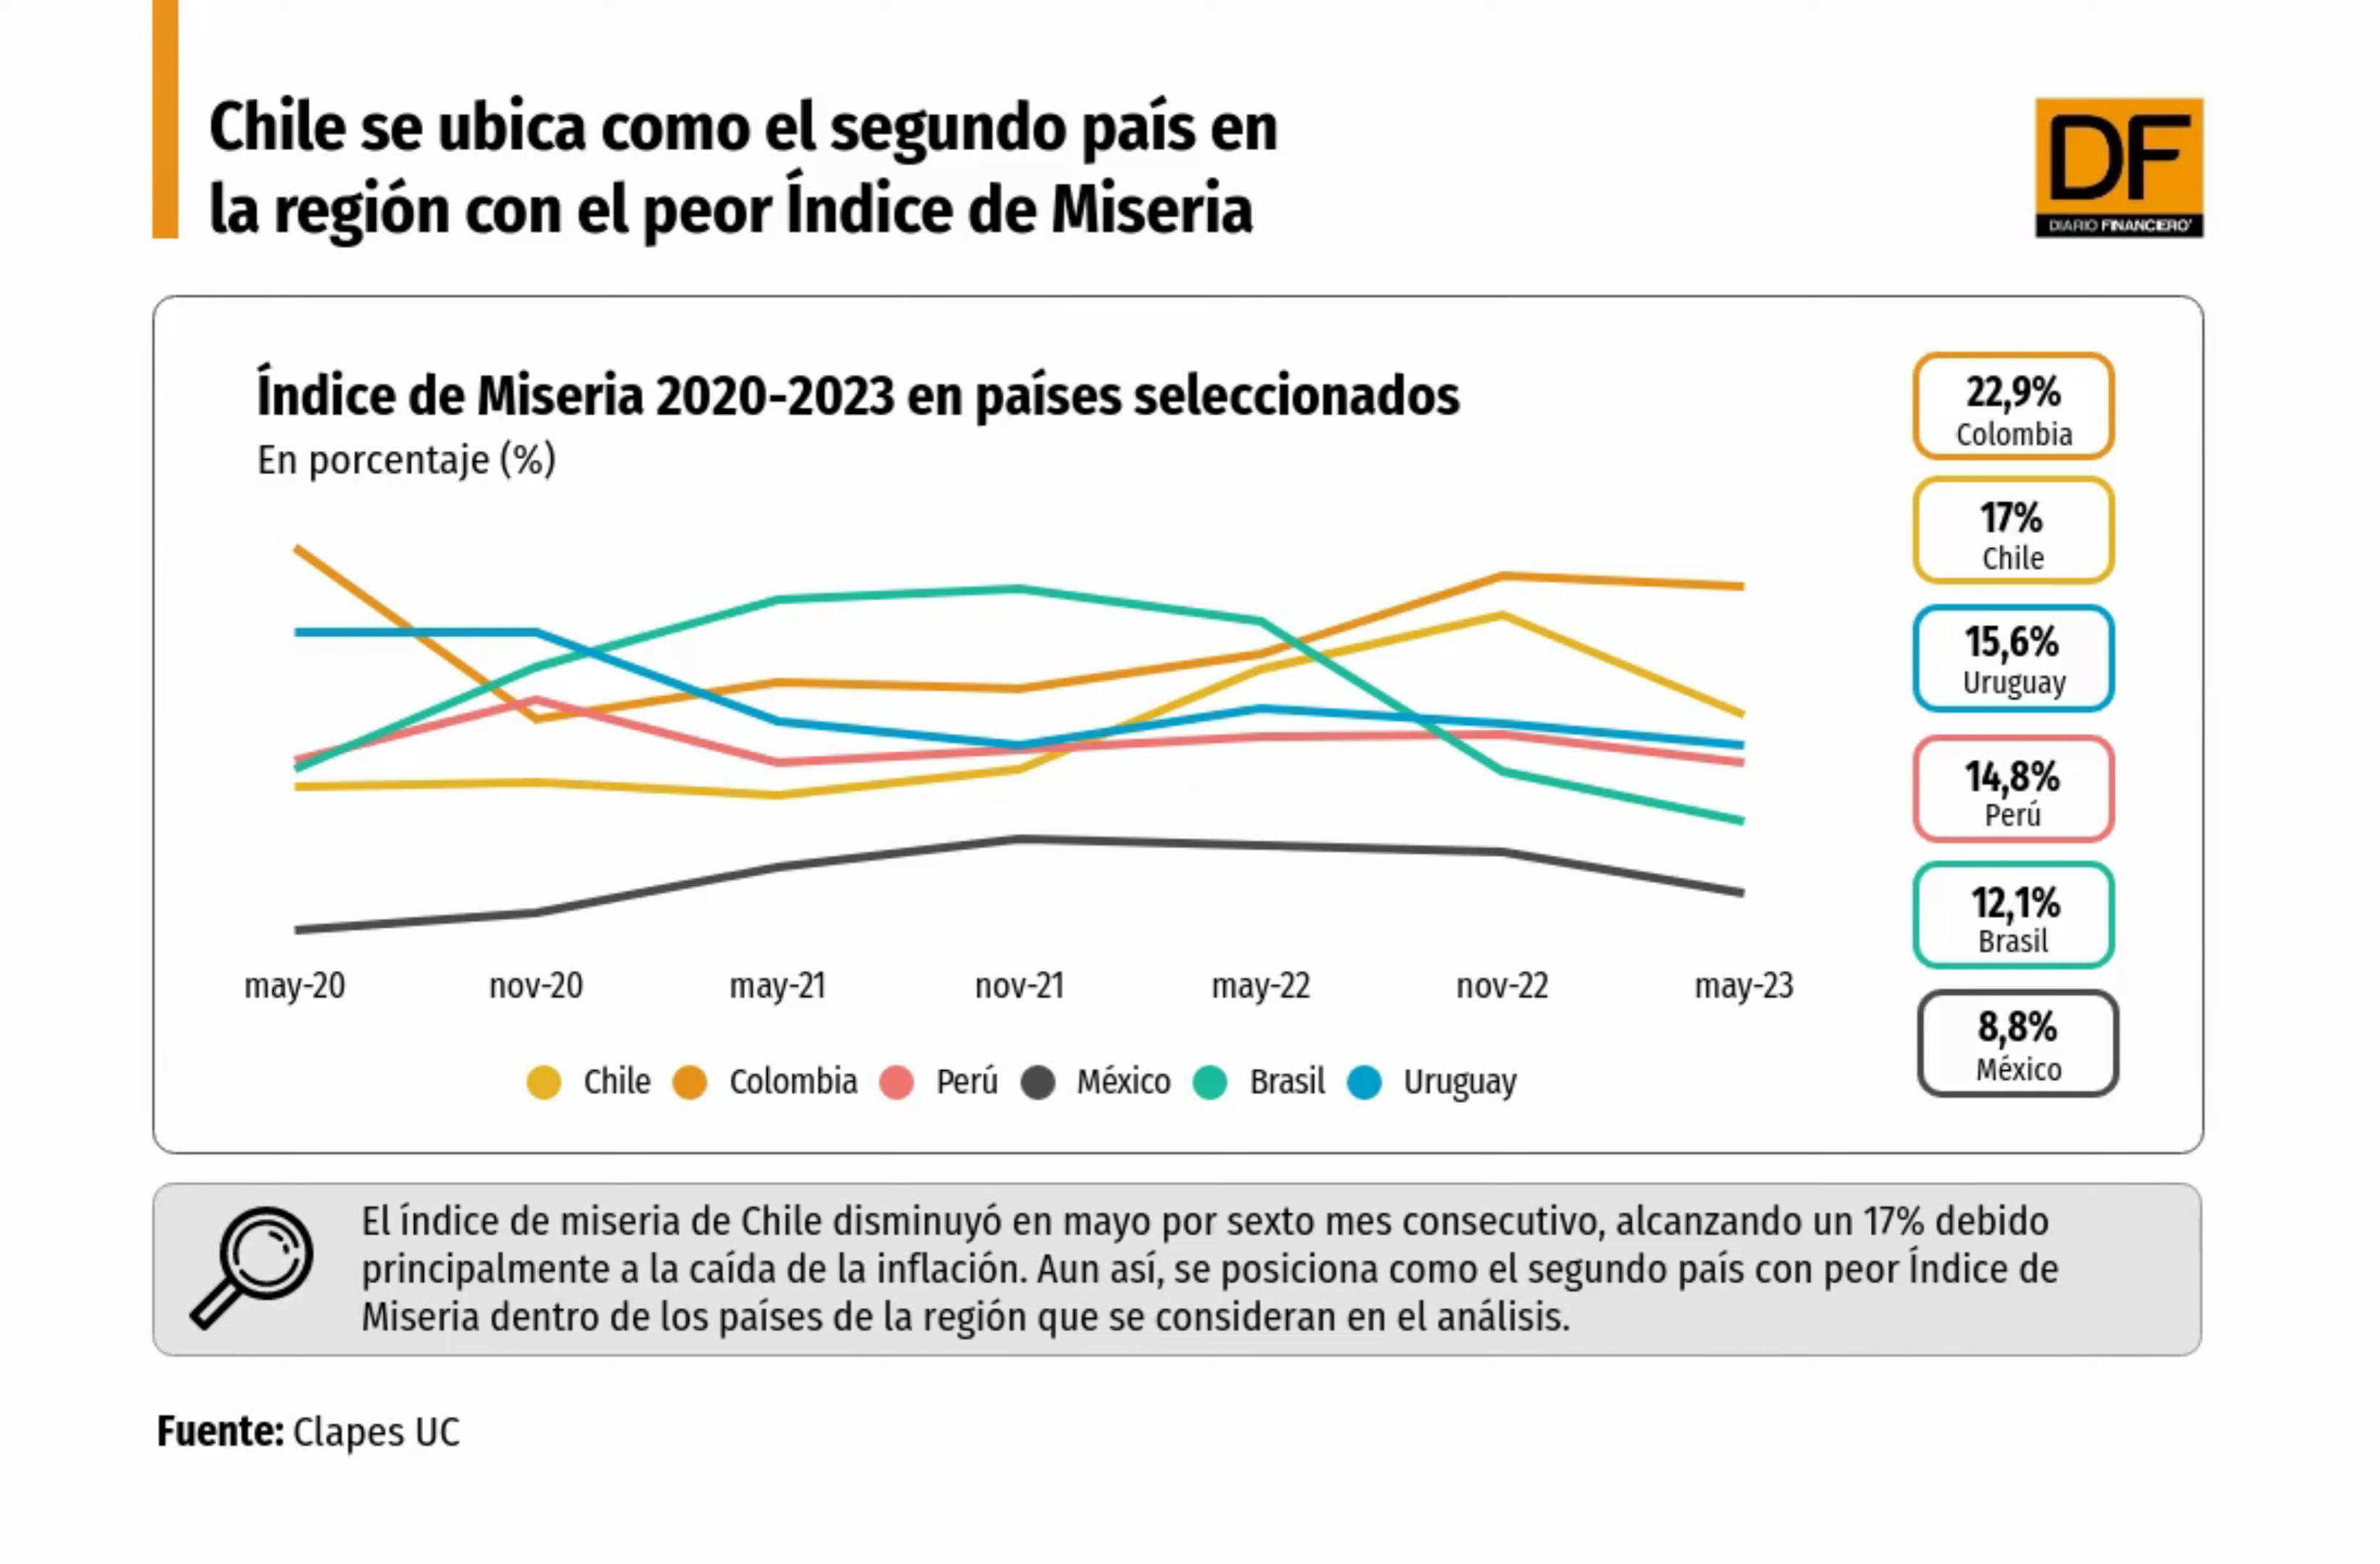 Chile se ubica como el segundo país en
la región con el peor Índice de Miseria
DF
DIARIO FINANCIERO
Índice de Miseria 2020-2023 en países seleccionados
En porcentaje (%)
22,9%
Colombia
17%
Chile
15,6%
Uruguay
14,8%
Perú
12,1%
Brasil
8,8%
México
may-20 nov-20 may-21 nov-21 may-22 nov-22 may-23
Chile Colombia Perú México Brasil Uruguay
El índice de miseria de Chile disminuyó en mayo por sexto mes consecutivo, alcanzando un 17% debido
principalmente a la caída de la inflación. Aun así, se posiciona como el segundo país con peor Índice de
Miseria dentro de los países de la región que se consideran en el análisis.
Fuente: Clapes UC